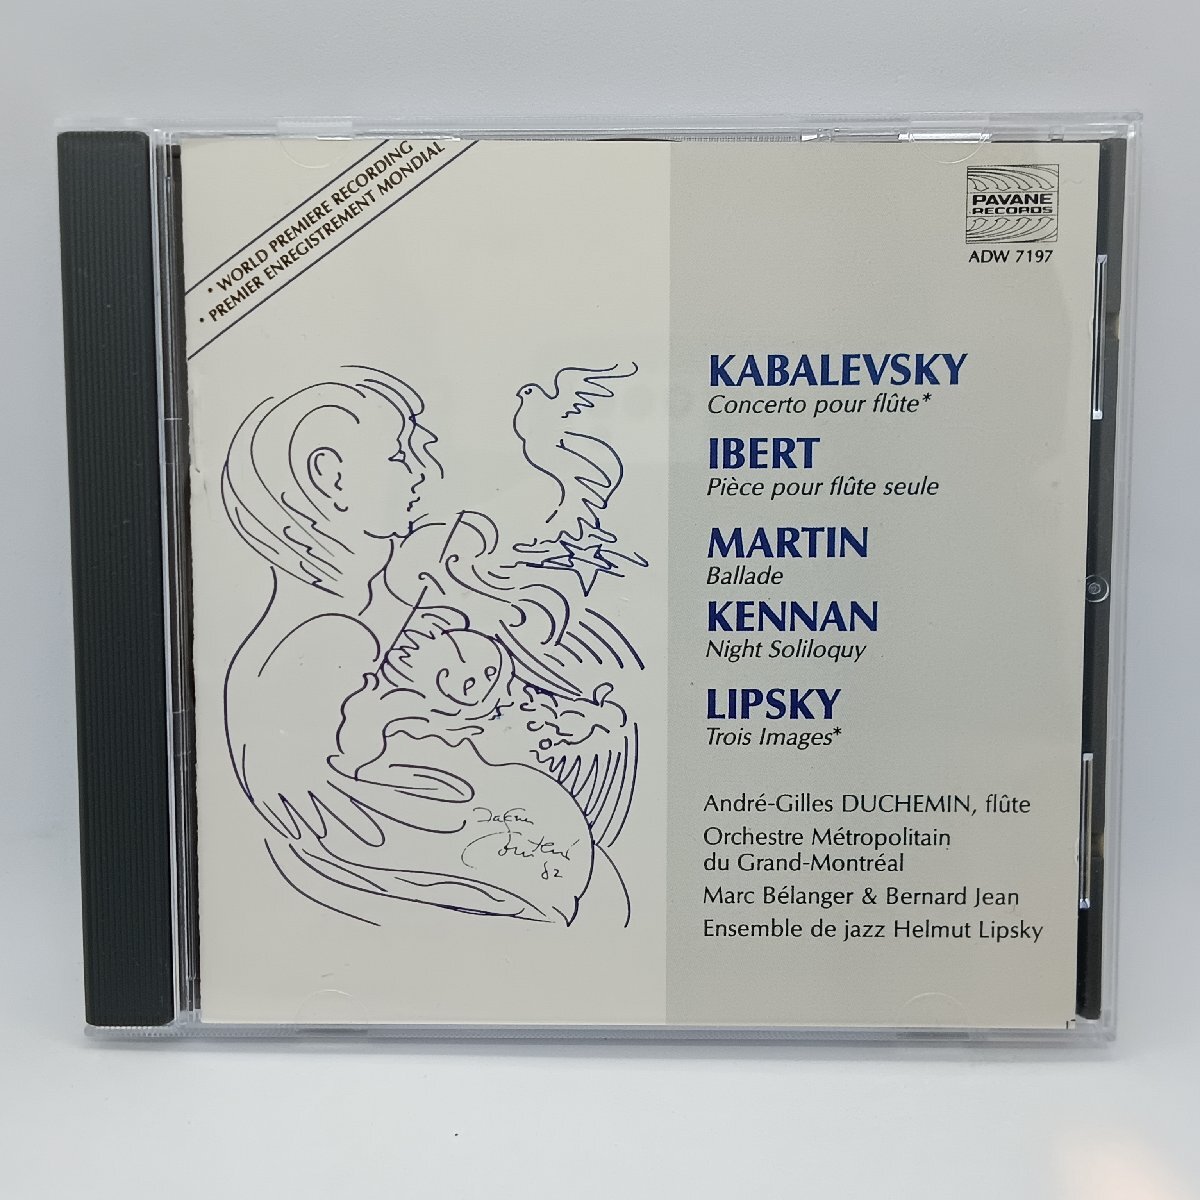 * WORLD PREMIERE RECORDING
* PREMIER ENREGISTREMENT MONDIAL
PAVANE
RECORDS
ADW 7197
KABALEVSKY
Concerto pour flûte*
IBERT
Pièce pour flûte seule
MARTIN
Ballade
KENNAN
Night Soliloquy
LIPSKY
Trois Images*
André-Gilles DUCHEMIN, flûte
Orchestre Métropolitain
du Grand-Montréal
Marc Bélanger & Bernard Jean
Ensemble de jazz Helmut Lipsky
82